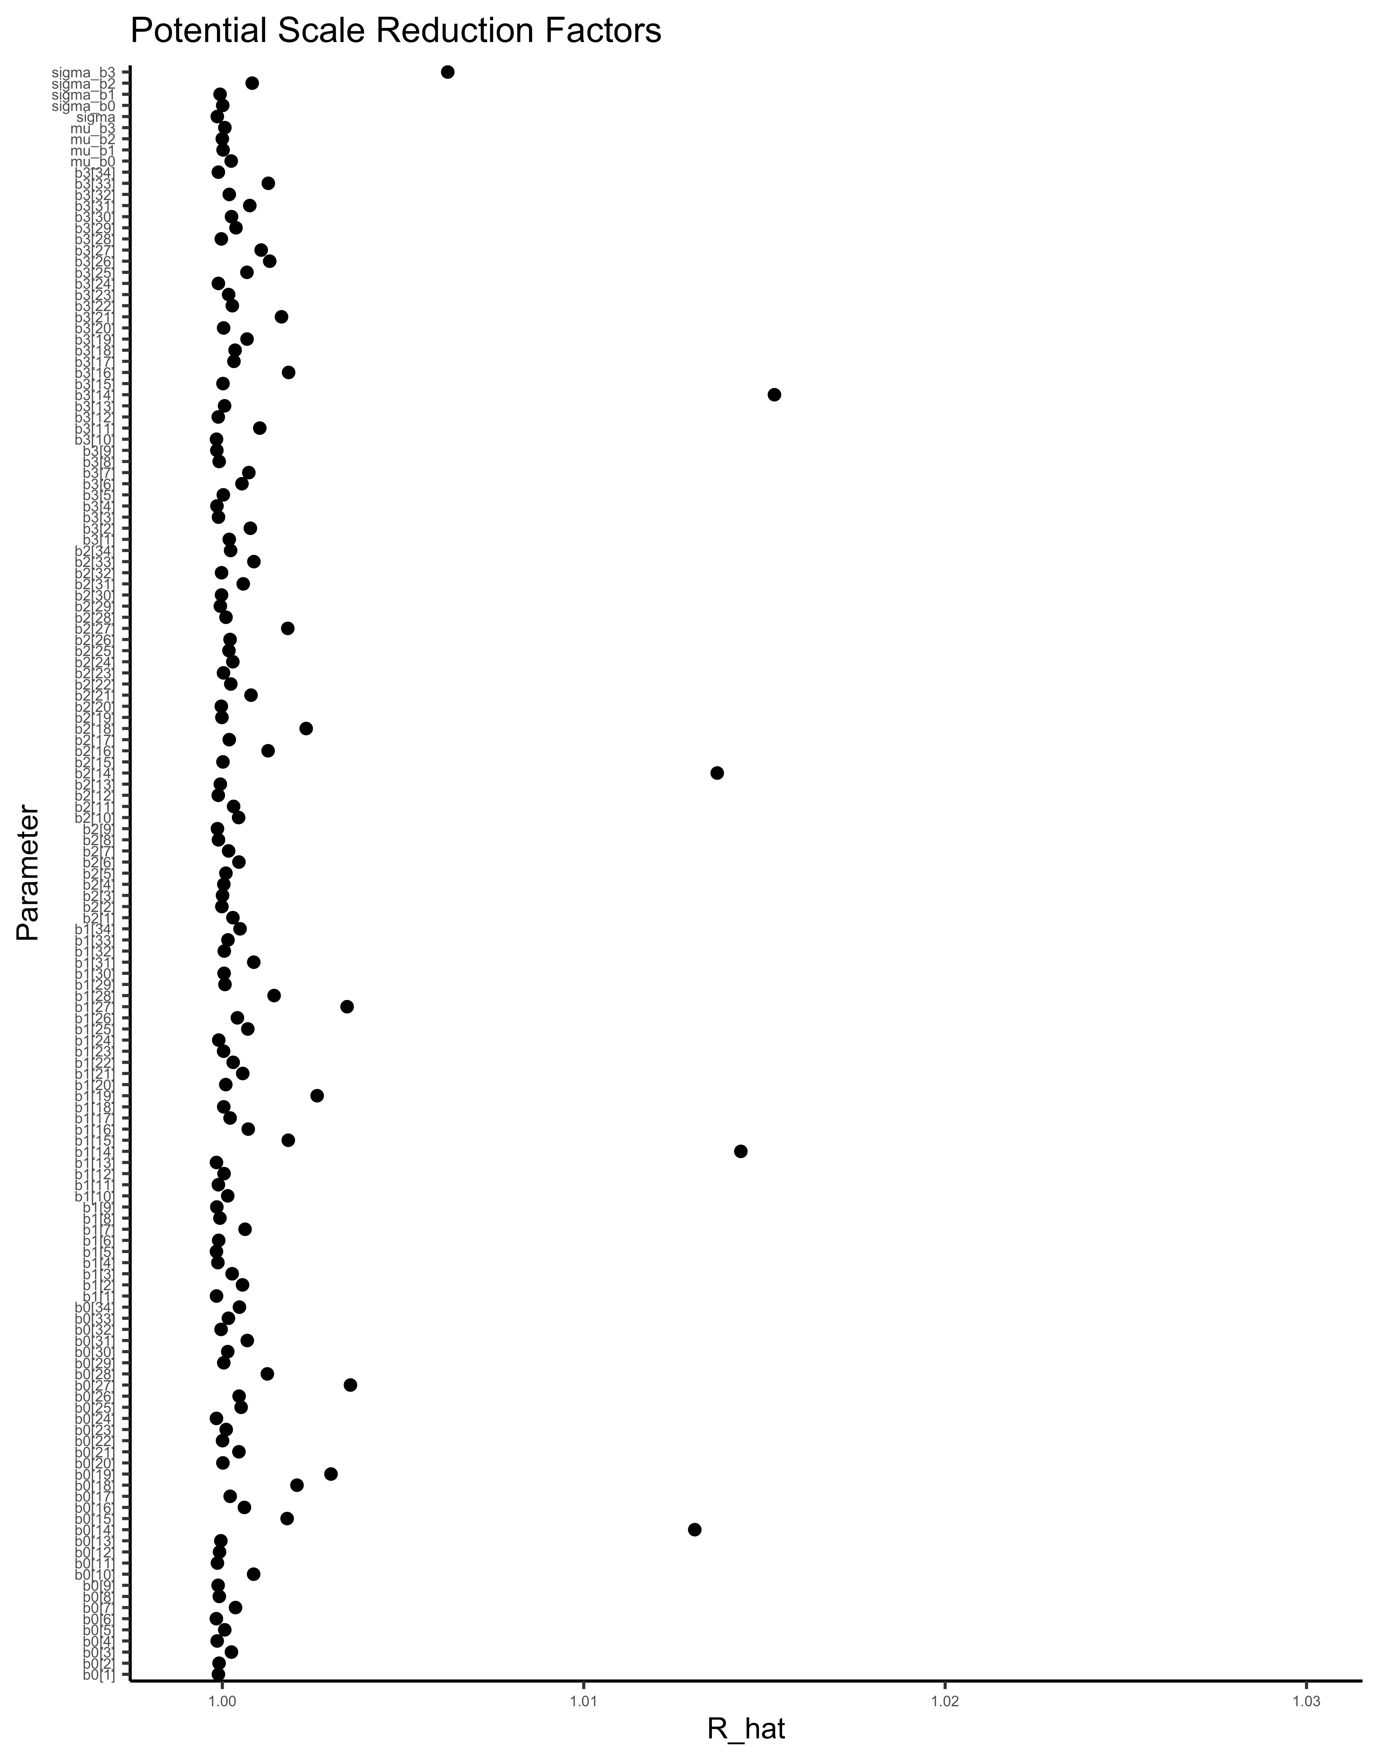 Potential Scale Reduction Factors
sigma_b3
sigma_b2
sigma_b1
sigma_b0
sigma
mu_b3
mu_b2
mu_b1
mu_b0
b3[34]
b3[33]
b3[32]
b3[31]
b3[30]
b3[29]
b3[28]
b3[27]
b3[26]
b3[25]
b3[24]
b3[23]
b3[22]
b3[21]
b3[20]
b3[19]
b3[18]
b3[17]
b3[16]
b3[15]
b3[14]
b3[13]
b3[12]
b3[11]
b3[10]
b3[9]
b3[8]
b3[7]
b3[6]
b3[5]
b3[4]
b3[3]
b3[2]
b3[1]
b2[34]
b2[33]
b2[32]
b2[31]
b2[30]
b2[29]
b2[28]
b2[27]
b2[26]
b2[25]
b2[24]
b2[23]
b2[22]
b2[21]
b2[20]
b2[19]
b2[18]
b2[17]
b2[16]
b2[15]
b2[14]
b2[13]
b2[12]
b2[11]
b2[10]
b2[9]
b2[8]
b2[7]
b2[6]
b2[5]
b2[4]
b2[3]
b2[2]
b2[1]
b1[34]
b1[33]
b1[32]
b1[31]
b1[30]
b1[29]
b1[28]
b1[27]
b1[26]
b1[25]
b1[24]
b1[23]
b1[22]
b1[21]
b1[20]
b1[19]
b1[18]
b1[17]
b1[16]
b1[15]
b1[14]
b1[13]
b1[12]
b1[11]
b1[10]
b1[9]
b1[8]
b1[7]
b1[6]
b1[5]
b1[4]
b1[3]
b1[2]
b1[1]
b0[34]
b0[33]
b0[32]
b0[31]
b0[30]
b0[29]
b0[28]
b0[27]
b0[26]
b0[25]
b0[24]
b0[23]
b0[22]
b0[21]
b0[20]
b0[19]
b0[18]
b0[17]
b0[16]
b0[15]
b0[14]
b0[13]
b0[12]
b0[11]
b0[10]
b0[9]
b0[8]
b0[7]
b0[6]
b0[5]
b0[4]
b0[3]
b0[2]
b0[1]
Parameter
1.00 1.01 1.02 1.03
R_hat